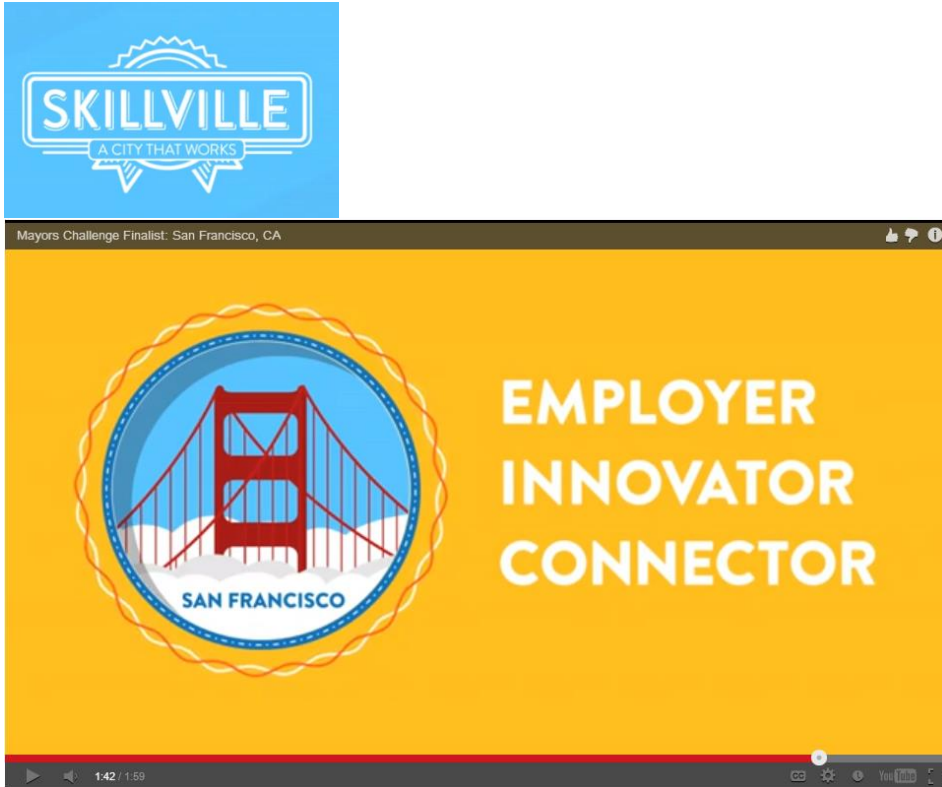 SKILLVILLE
A CITY THAT WORKS
Mayors Challenge Finalist: San Francisco, CA
EMPLOYER
INNOVATOR
CONNECTOR
SAN FRANCISCO
1:42 / 1:59
CC
YouTube